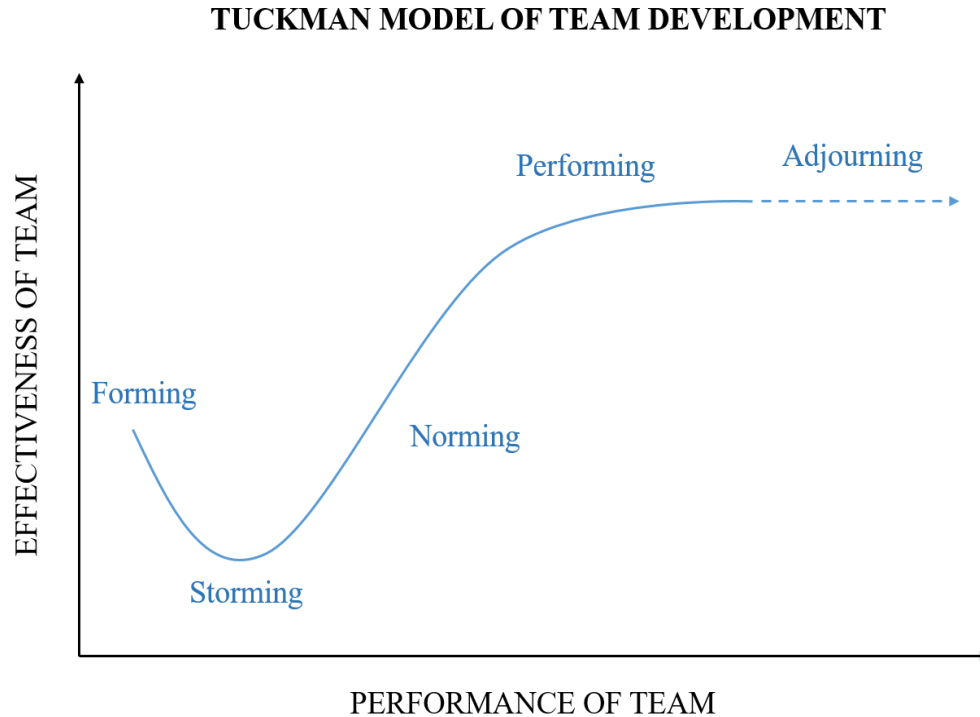 TUCKMAN MODEL OF TEAM DEVELOPMENT
EFFECTIVENESS OF TEAM
Forming
Storming
Norming
Performing
Adjourning
PERFORMANCE OF TEAM